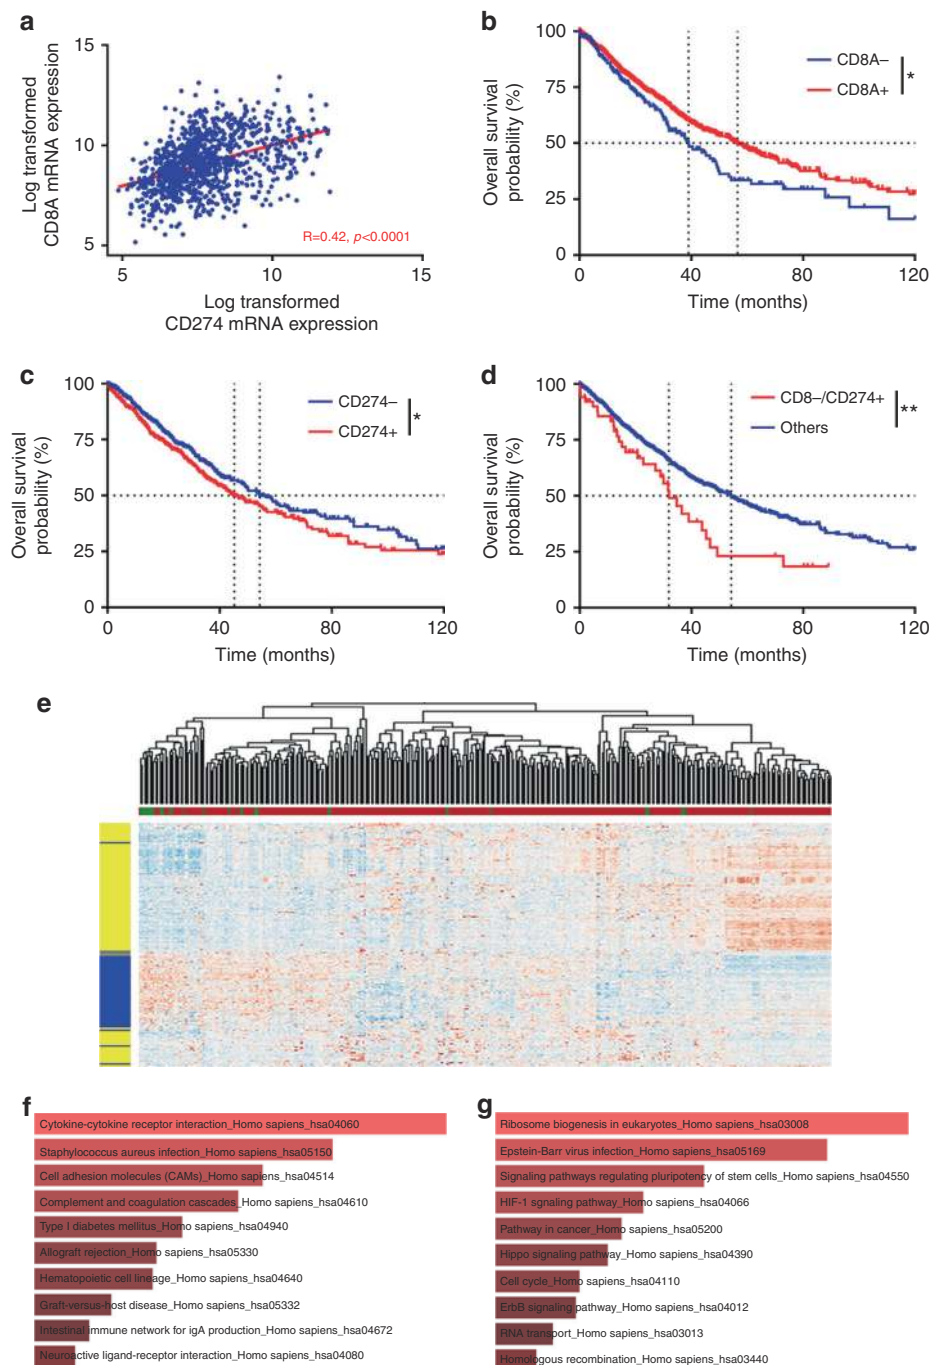 a
15
10
5
Log transformed
CD8A mRNA expression
R=0.42, p<0.0001
5
10
15
Log transformed
CD274 mRNA expression
b
100
75
50
25
0
Overall survival
probability (%)
CD8A–
CD8A+
*
0
40
80
120
Time (months)
c
100
75
50
25
0
Overall survival
probability (%)
CD274–
CD274+
*
0
40
80
120
Time (months)
d
100
75
50
25
0
Overall survival
probability (%)
CD8–/CD274+
Others
**
0
40
80
120
Time (months)
e
f
Cytokine-cytokine receptor interaction_Homo sapiens_hsa04060
Staphylococcus aureus infection_Homo sapiens_hsa05150
Cell adhesion molecules (CAMs)_Homo sapiens_hsa04514
Complement and coagulation cascades_Homo sapiens_hsa04610
Type I diabetes mellitus_Homo sapiens_hsa04940
Allograft rejection_Homo sapiens_hsa05330
Hematopoietic cell lineage_Homo sapiens_hsa04640
Graft-versus-host disease_Homo sapiens_hsa05332
Intestinal immune network for igA production_Homo sapiens_hsa04672
Neuroactive ligand-receptor interaction_Homo sapiens_hsa04080
g
Ribosome biogenesis in eukaryotes_Homo sapiens_hsa03008
Epstein-Barr virus infection_Homo sapiens_hsa05169
Signaling pathways regulating pluripotency of stem cells_Homo sapiens_hsa04550
HIF-1 signaling pathway_Homo sapiens_hsa04066
Pathway in cancer_Homo sapiens_hsa05200
Hippo signaling pathway_Homo sapiens_hsa04390
Cell cycle_Homo sapiens_hsa04110
ErbB signaling pathway_Homo sapiens_hsa04012
RNA transport_Homo sapiens_hsa03013
Homologous recombination_Homo sapiens_hsa03440